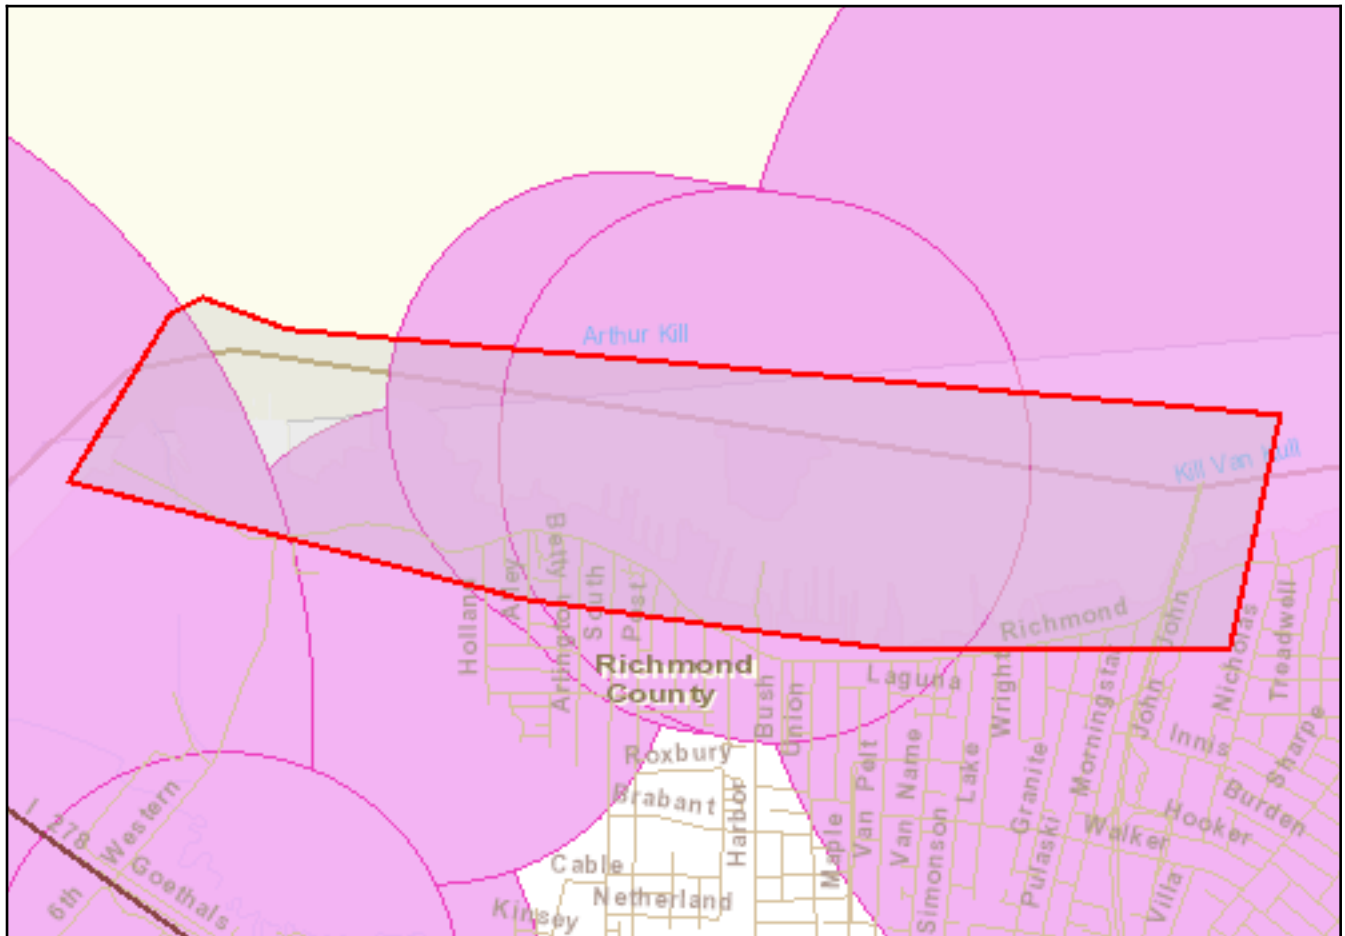 Arthur Kill
Kill Van Kull
Betty
Holland
Arley
Arlington
South
Post
Richmond
John
Nicholas
Treadwell
Richmond
County
Laguna
Bush
Union
Wright
Morningstar
John
Innis
Sharpe
Roxbury
Brabant
Harbor
Van Pelt
Van Name
Lake
Granite
Burden
Hooker
Walker
I
278
Western
Goethals
6th
Cable
Netherland
Kinsey
Maple
Simonson
Pulaski
Villa